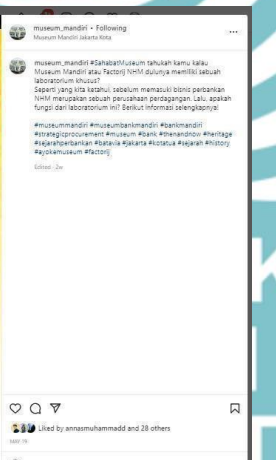 museum_mandiri • Following
Museum Mandiri Jakarta Kota
museum_mandiri #SahabatMuseum tahukah kamu kalau
Museum Mandiri atau Factorij NHM dulunya memiliki sebuah
laboratorium khusus?
Seperti yang kita ketahui, sebelum memasuki bisnis perbankan
NHM merupakan sebuah perusahaan perdagangan. Lalu, apakah
fungsi dari laboratorium ini? Berikut informasi selengkapnya!
#museummandiri #museumbankmandiri #bankmandiri
#strategicprocurement #museum #bank #thenandnow #heritage
#sejarahperbankan #batavia #jakarta #kotatua #sejarah #history
#ayokemuseum #factorij
Edited · 2w
Liked by annasmuhammadd and 28 others